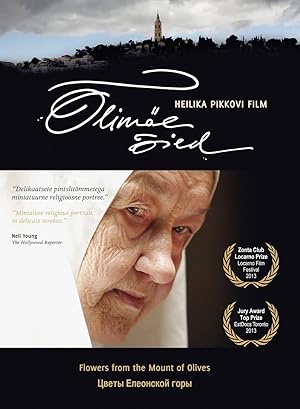 HEILIKA PIKKOVI FILM
Õlimäe
õied
"Delikaatsete pintslitõmmetega
miniatuurne religioosne portree."
"Miniature religious portrait
in delicate strokes."
Neil Young
The Hollywood Reporter
Zonta Club
Locarno Prize
Locarno Film
Festival
2013
Jury Award
Top Prize
EstDocs Toronto
2013
Flowers from the Mount of Olives
Цветы Елеонской горы